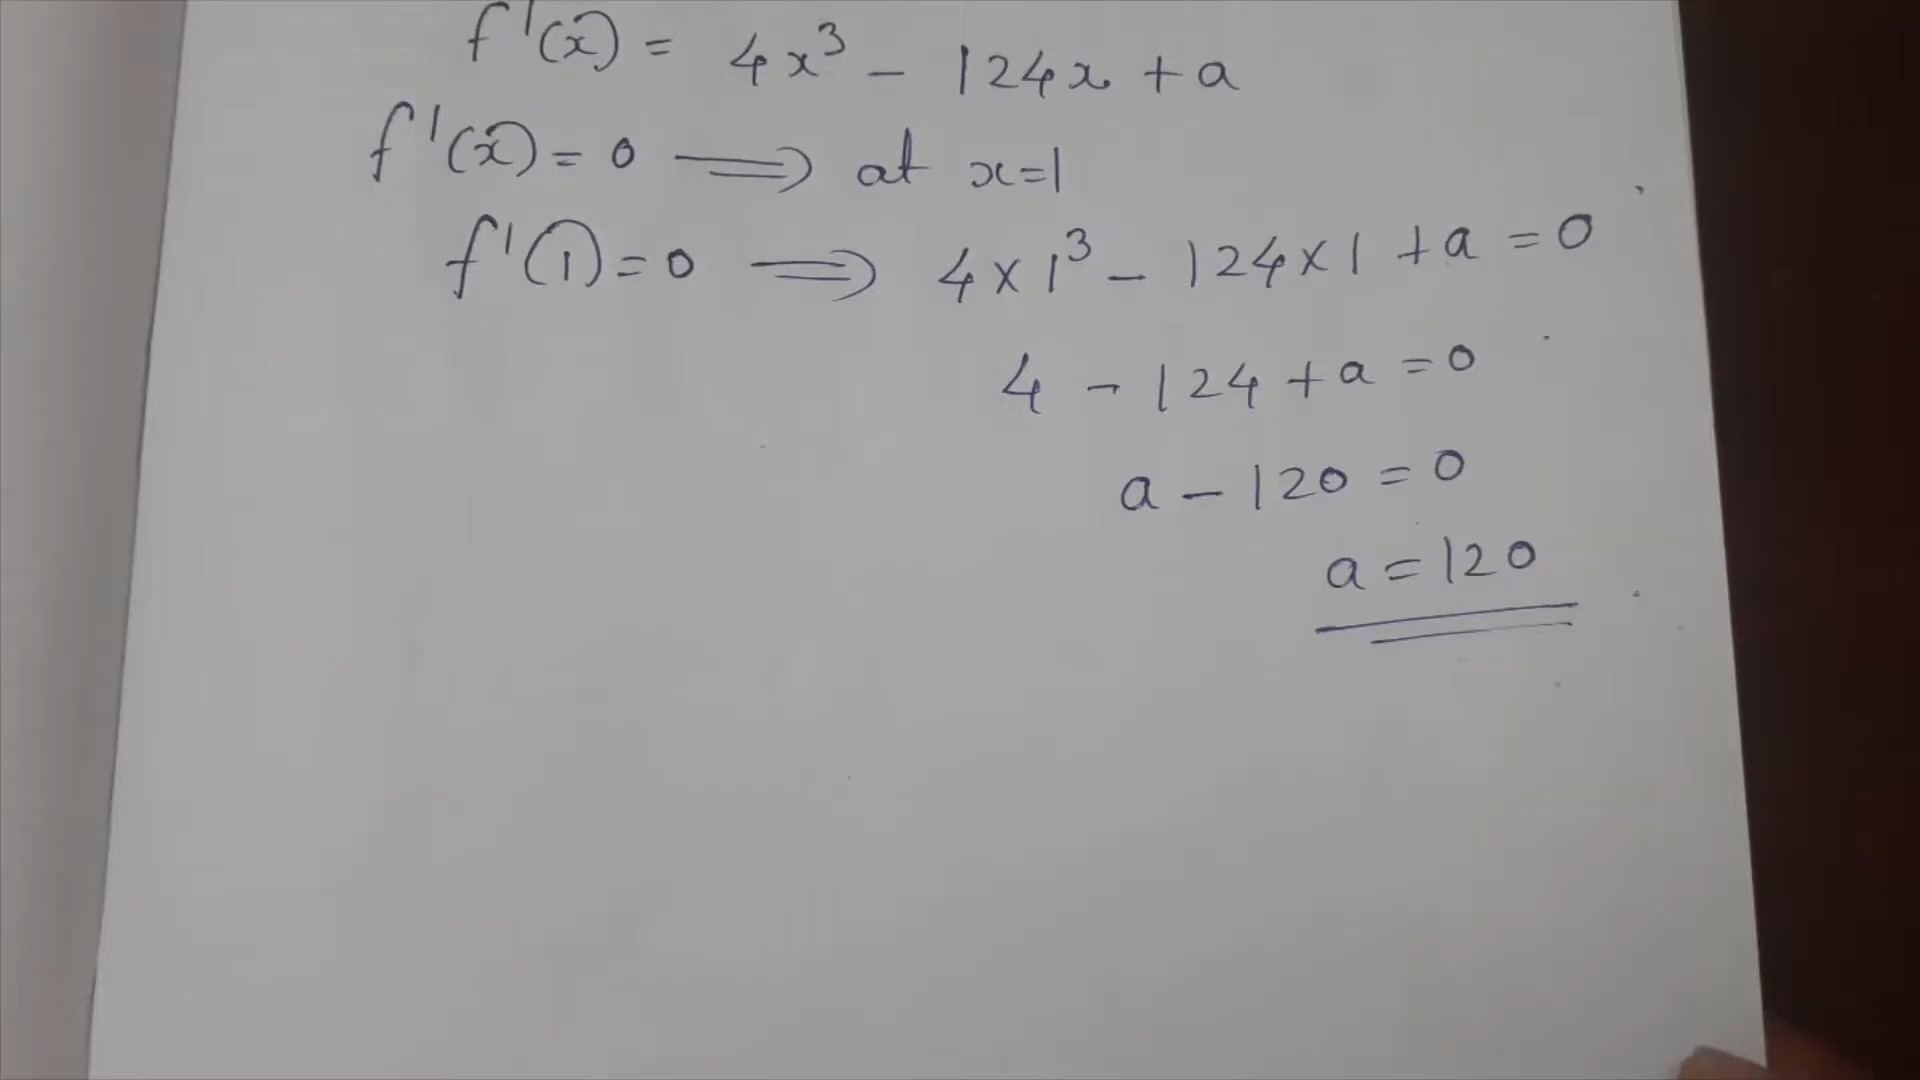 f'(x) = 4x³ - 124x + a
f'(x) = 0 ⟹ at x=1
f'(1) = 0 ⟹ 4×1³ - 124×1 + a = 0
4 - 124 + a = 0
a - 120 = 0
a = 120